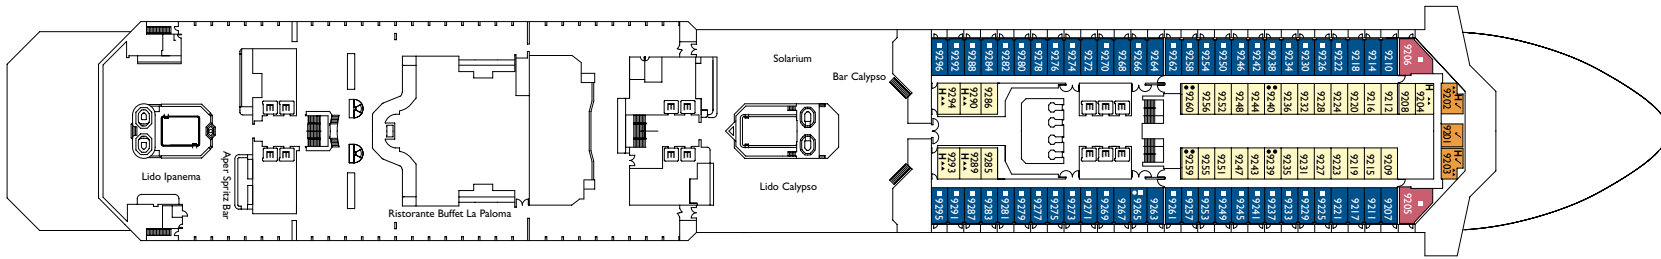 Lido Ipanema
Aper Spritz Bar
Ristorante Buffet La Paloma
Solarium
Bar Calypso
Lido Calypso
9296 9292 9288 9284 9282 9280 9278 9276 9274 9272 9270 9268 9266 9264 9262 9258 9254 9250 9246 9242 9238 9234 9230 9226 9222 9218 9214 9210 9206
H 9294 H 9290 9286 9260 9256 9252 9248 9244 9240 9236 9232 9228 9224 9220 9216 9212 9208 9204 H
9202 H
9201
9203 H
H 9293 H 9289 9285 9259 9255 9251 9247 9243 9239 9235 9231 9227 9223 9219 9215 9209
9295 9291 9287 9283 9281 9279 9277 9275 9273 9271 9269 9267 9265 9263 9261 9257 9253 9249 9245 9241 9237 9233 9229 9225 9221 9217 9211 9207 9205
E E
E E
E E
E E
E E E
E E E